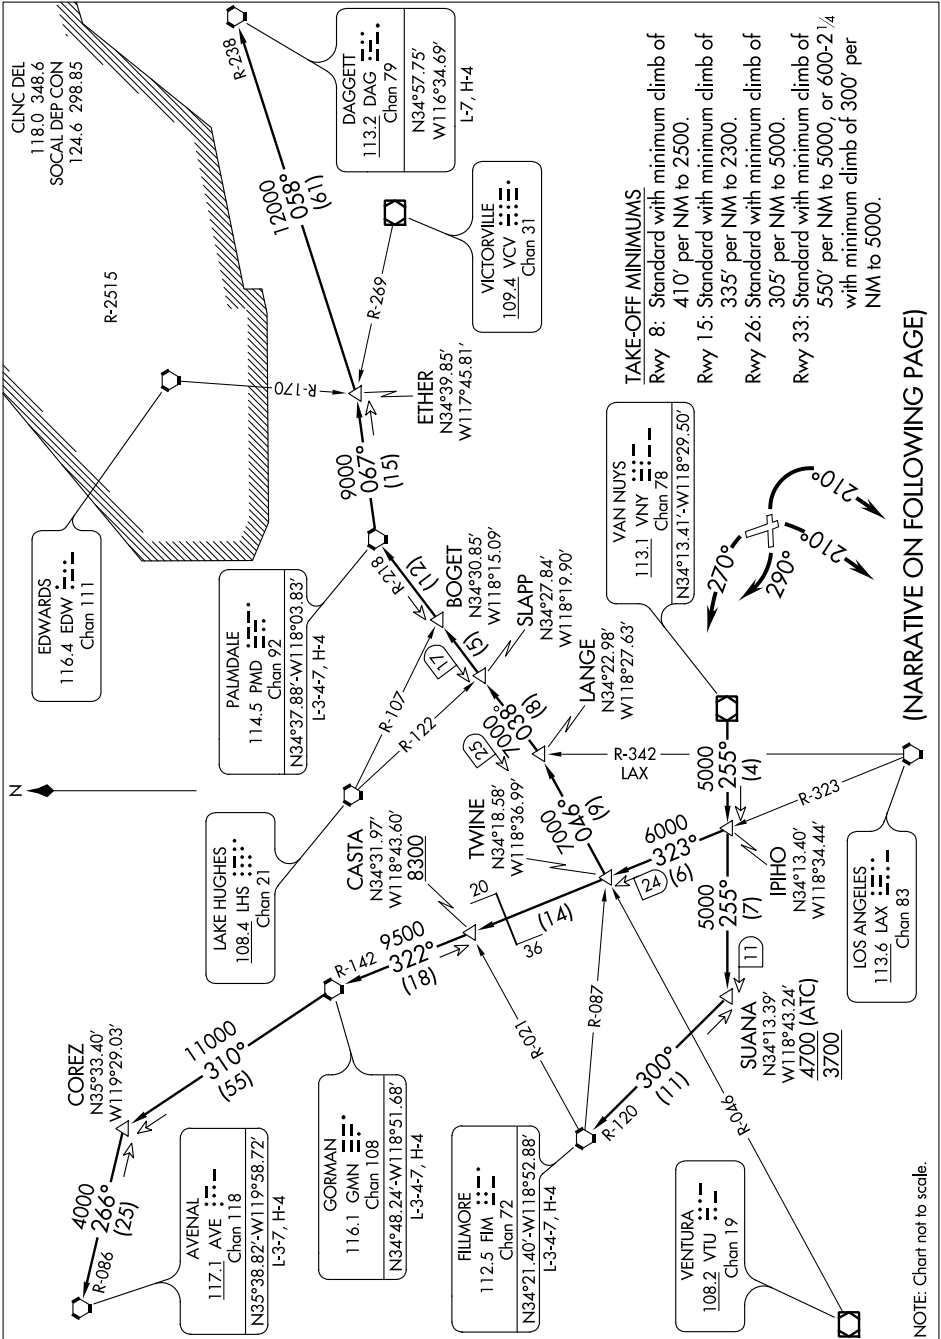 CLNC DEL
118.0 348.6
SOCAL DEP CON
124.6 298.85
R-2515
EDWARDS
116.4 EDW
Chan 111
R-170
R-238
DAGGETT
113.2 DAG
Chan 79
N34°57.75'
W116°34.69'
L-7, H-4
12000
058°
(61)
VICTORVILLE
109.4 VCV
Chan 31
R-269
ETHER
N34°39.85'
W117°45.81'
9000
067°
(15)
PALMDALE
114.5 PMD
Chan 92
N34°37.88'-W118°03.83'
L-3-4-7, H-4
R-218
(12)
BOGET
N34°30.85'
W118°15.09'
(5)
17
SLAPP
N34°27.84'
W118°19.90'
R-107
R-122
N
LAKE HUGHES
108.4 LHS
Chan 21
7000
038°
(8)
25
LANGE
N34°22.98'
W118°27.63'
R-342
LAX
7000
046°
(9)
TWINE
N34°18.58'
W118°36.99'
CASTA
N34°31.97'
W118°43.60'
8300
20
36
(14)
24
6000
323°
(6)
5000
255°
(4)
VAN NUYS
113.1 VNY
Chan 78
N34°13.41'-W118°29.50'
270°
290°
210°
210°
TAKE-OFF MINIMUMS
Rwy 8: Standard with minimum climb of
410' per NM to 2500.
Rwy 15: Standard with minimum climb of
335' per NM to 2300.
Rwy 26: Standard with minimum climb of
305' per NM to 5000.
Rwy 33: Standard with minimum climb of
550' per NM to 5000, or 600-2 1/4
with minimum climb of 300' per
NM to 5000.
(NARRATIVE ON FOLLOWING PAGE)
R-323
IPIHO
N34°13.40'
W118°34.44'
LOS ANGELES
113.6 LAX
Chan 83
5000
255°
(7)
11
SUANA
N34°13.39'
W118°43.24'
4700 (ATC)
3700
R-142
9500
322°
(18)
R-021
R-087
300°
(11)
R-120
R-046
11000
310°
(55)
COREZ
N35°33.40'
W119°29.03'
4000
266°
(25)
R-086
AVENAL
117.1 AVE
Chan 118
N35°38.82'-W119°58.72'
L-3-7, H-4
GORMAN
116.1 GMN
Chan 108
N34°48.24'-W118°51.68'
L-3-4-7, H-4
FILLMORE
112.5 FIM
Chan 72
N34°21.40'-W118°52.88'
L-3-4-7, H-4
VENTURA
108.2 VTU
Chan 19
NOTE: Chart not to scale.